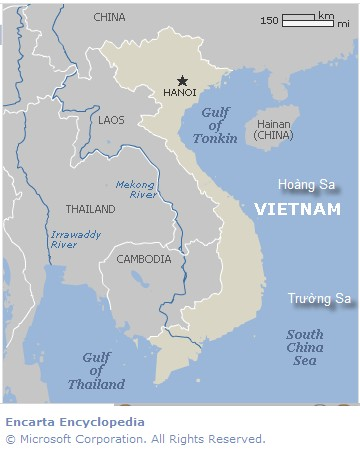 CHINA
150
km
mi
HANOI
Gulf
of
Tonkin
Hainan
(CHINA)
LAOS
Hoàng Sa
Mekong
River
VIETNAM
THAILAND
Irrawaddy
River
CAMBODIA
Trường Sa
South
China
Sea
Gulf
of
Thailand
Encarta Encyclopedia
© Microsoft Corporation. All Rights Reserved.